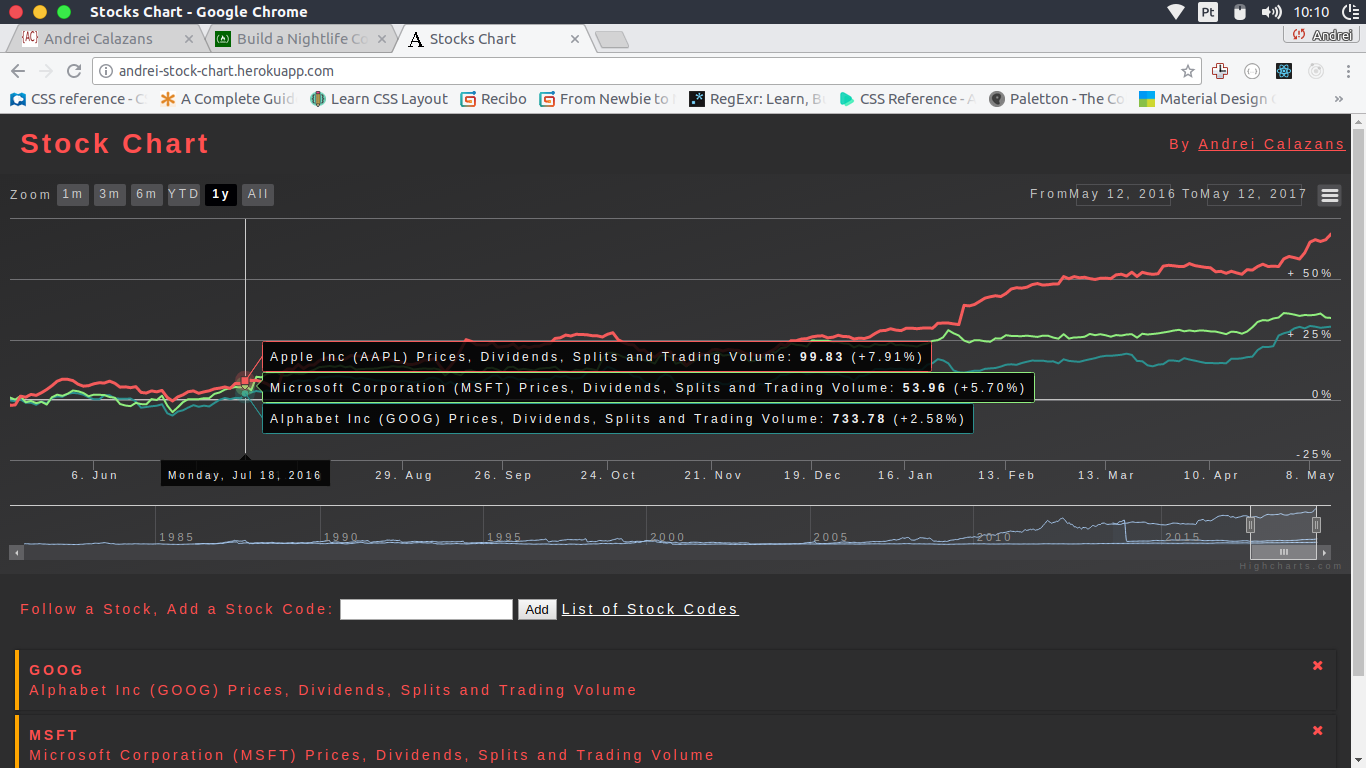 Stocks Chart - Google Chrome
Pt
10:10
{AC} Andrei Calazans
Build a Nightlife Co
Stocks Chart
Andrei
andrei-stock-chart.herokuapp.com
CSS reference - C
A Complete Guid
Learn CSS Layout
Recibo
From Newbie to
RegExr: Learn, B
CSS Reference - A
Paletton - The Co
Material Design
»
Stock Chart
By Andrei Calazans
Zoom 1m 3m 6m YTD 1y All
From May 12, 2016 To May 12, 2017
+ 50%
+ 25%
Apple Inc (AAPL) Prices, Dividends, Splits and Trading Volume: 99.83 (+7.91%)
Microsoft Corporation (MSFT) Prices, Dividends, Splits and Trading Volume: 53.96 (+5.70%)
0%
Alphabet Inc (GOOG) Prices, Dividends, Splits and Trading Volume: 733.78 (+2.58%)
-25%
6. Jun
Monday, Jul 18, 2016
29. Aug
26. Sep
24. Oct
21. Nov
19. Dec
16. Jan
13. Feb
13. Mar
10. Apr
8. May
1985
1990
1995
2000
2005
2010
2015
Highcharts.com
Follow a Stock, Add a Stock Code:
Add
List of Stock Codes
GOOG
Alphabet Inc (GOOG) Prices, Dividends, Splits and Trading Volume
MSFT
Microsoft Corporation (MSFT) Prices, Dividends, Splits and Trading Volume